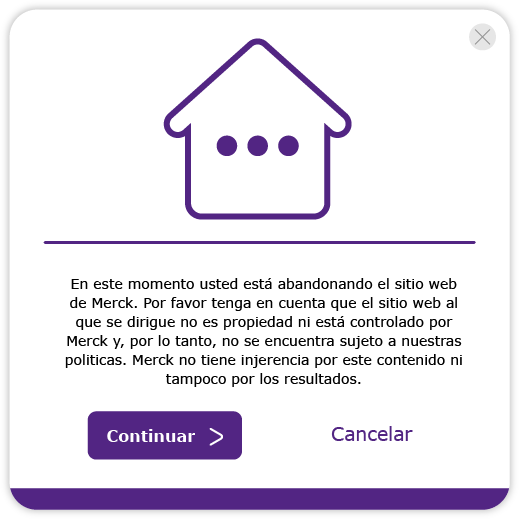 En este momento usted está abandonando el sitio web
de Merck. Por favor tenga en cuenta que el sitio web al
que se dirigue no es propiedad ni está controlado por
Merck y, por lo tanto, no se encuentra sujeto a nuestras
politicas. Merck no tiene injerencia por este contenido ni
tampoco por los resultados.
Continuar
Cancelar